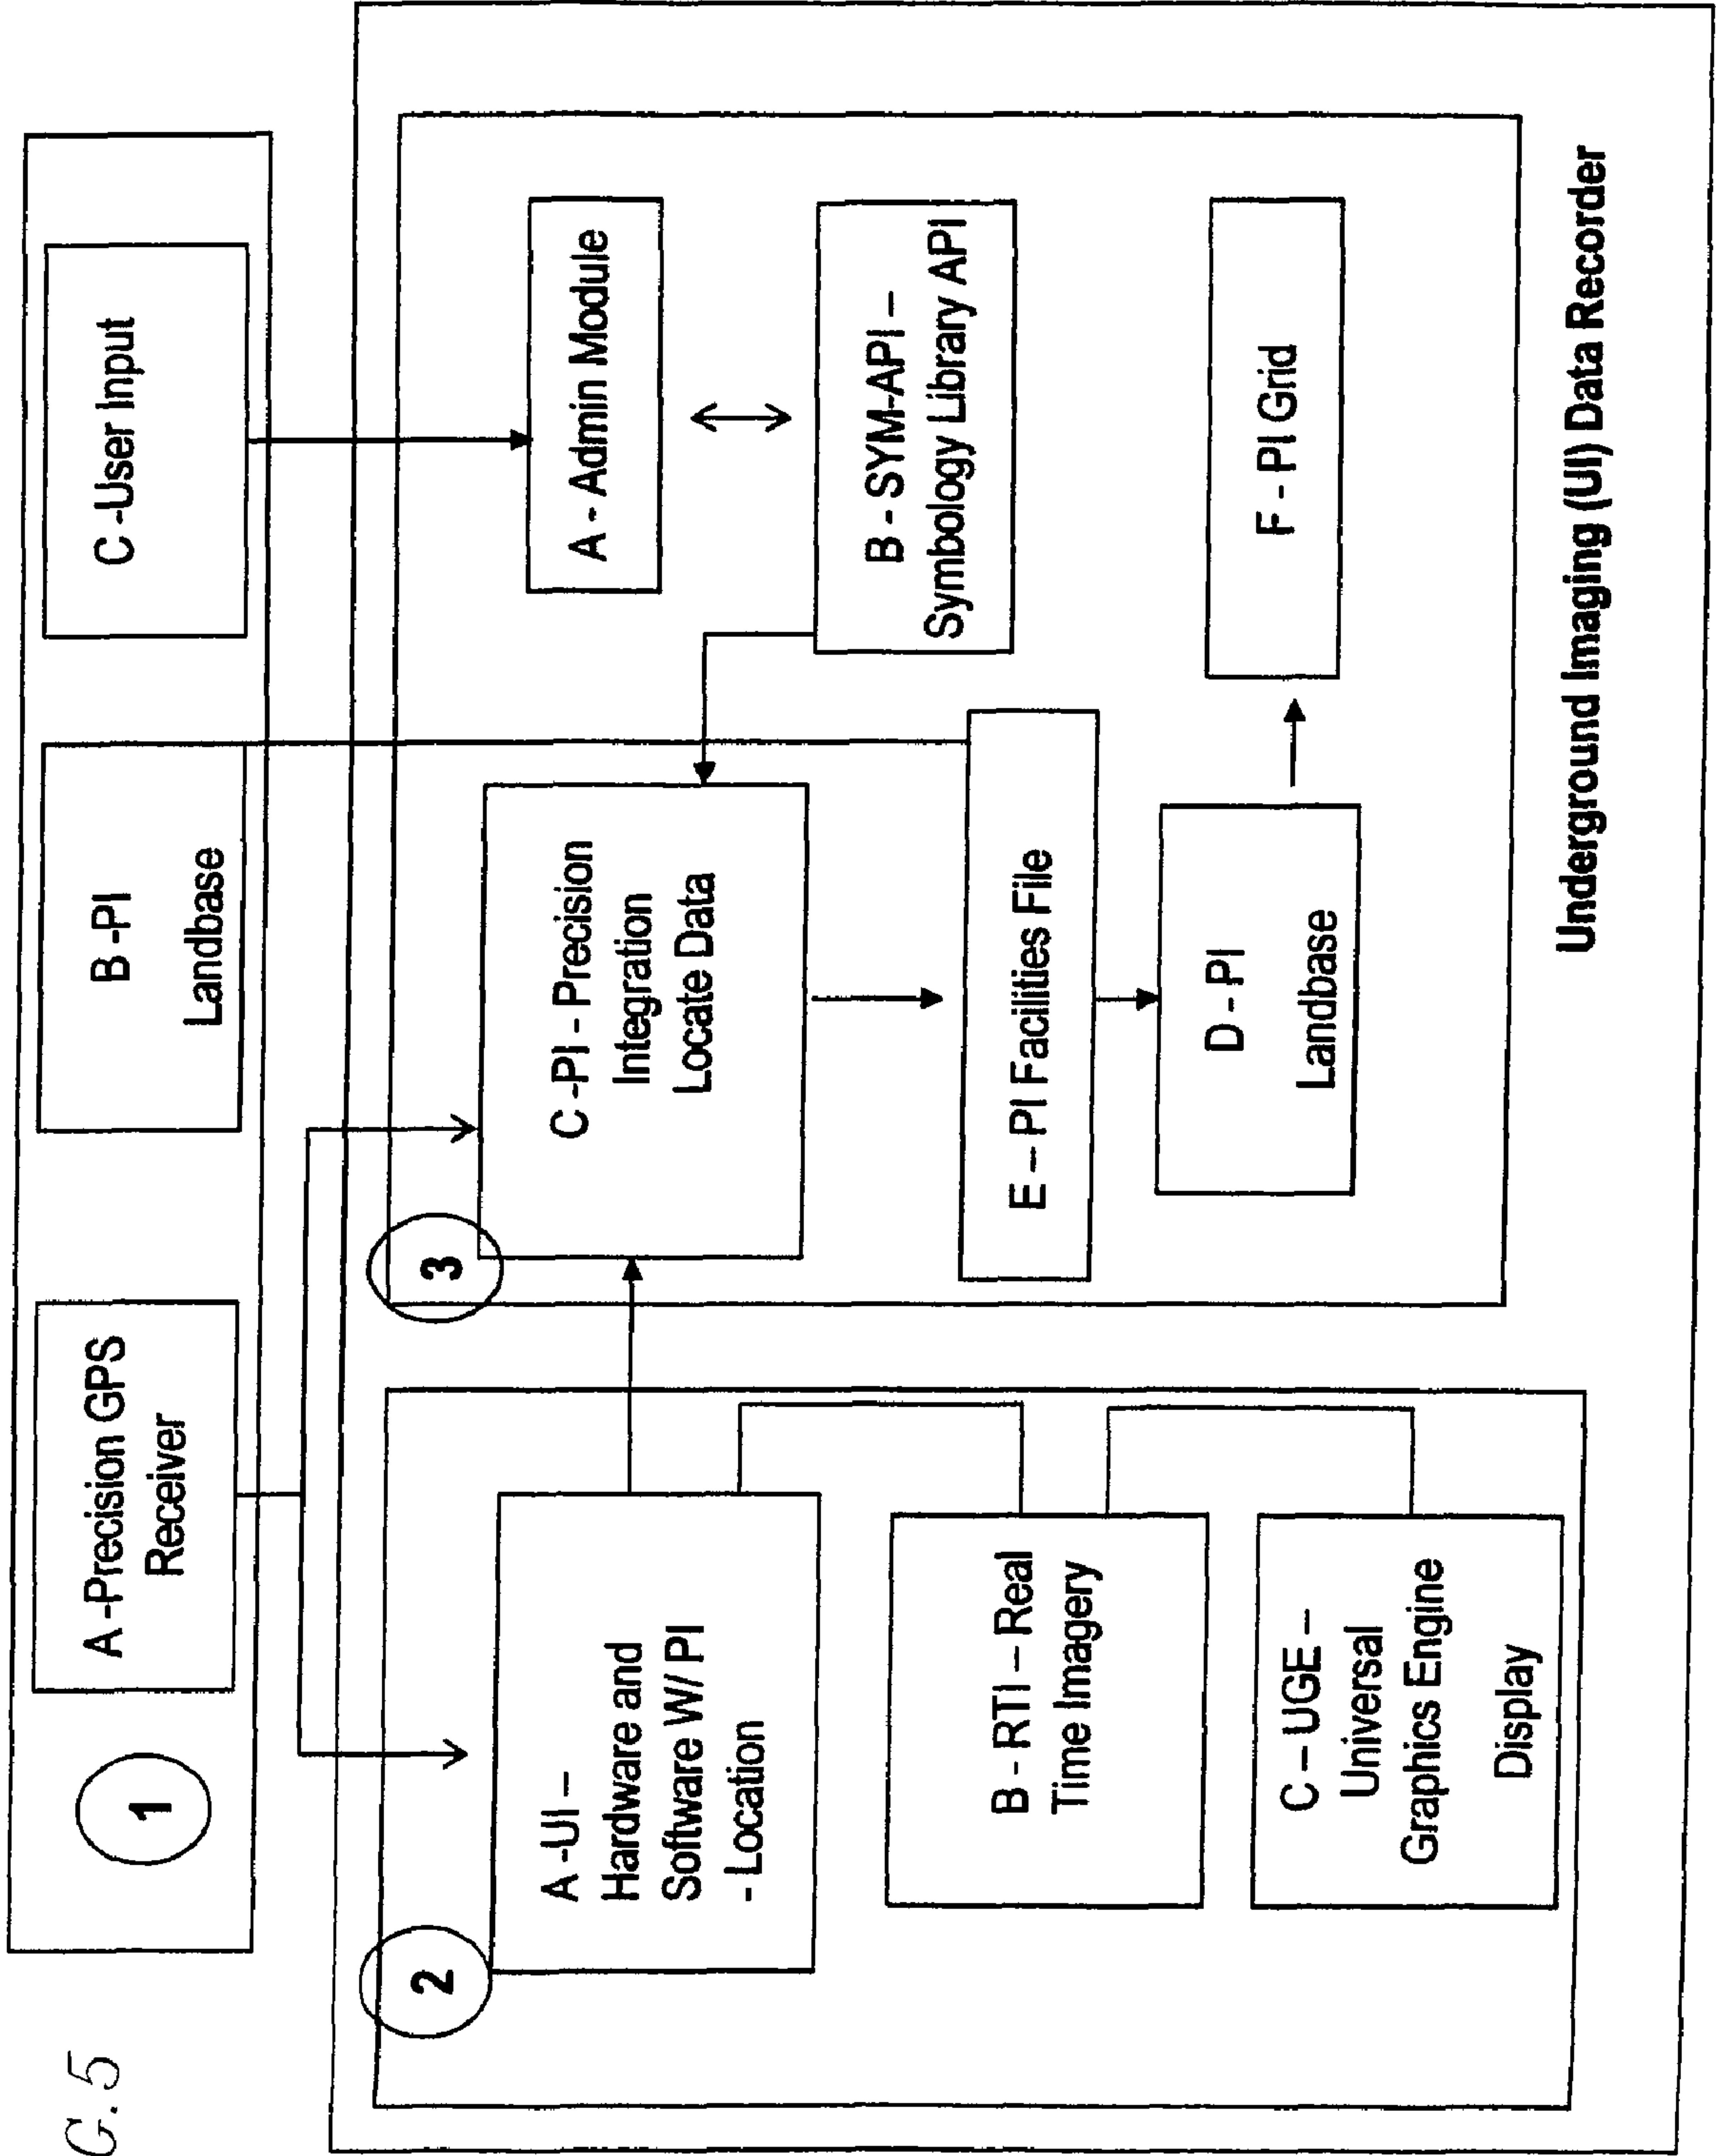 G. 5
1
A -Precision GPS
Receiver
B -PI
Landbase
C -User Input
2
A -UI –
Hardware and
Software W/ PI
- Location
B - RTI – Real
Time Imagery
C – UGE –
Universal
Graphics Engine
Display
3
C -PI - Precision
Integration
Locate Data
A - Admin Module
B - SYM-API –
Symbology Library API
E – PI Facilities File
D - PI
Landbase
F - PI Grid
Underground Imaging (UI) Data Recorder